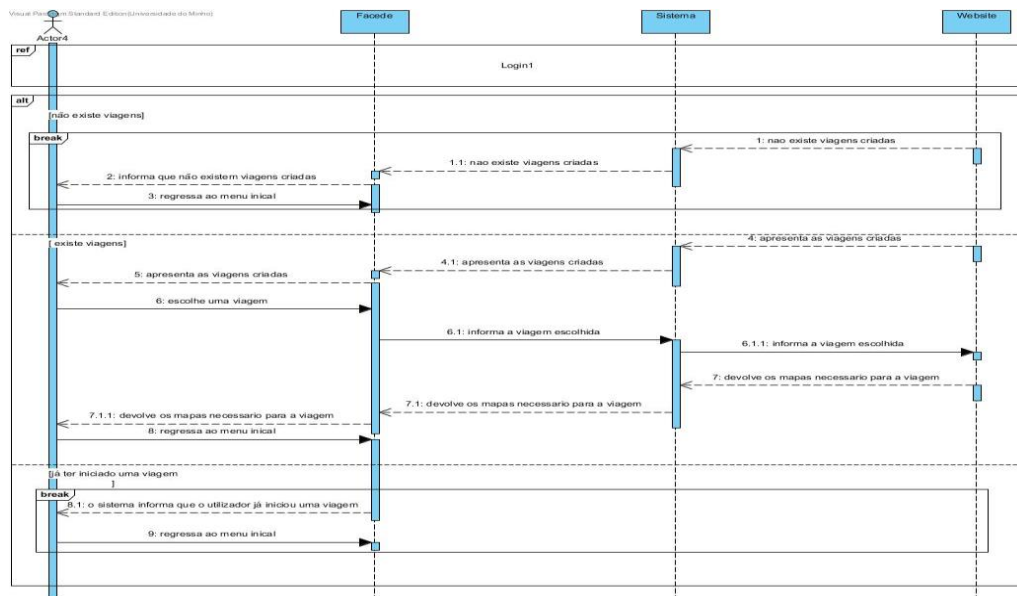 Visual Paradigm Standard Edition(Universidade do Minho)
Actor4
Facede
Sistema
Website
ref
Login1
alt
[não existe viagens]
break
1: nao existe viagens criadas
1.1: nao existe viagens criadas
2: informa que não existem viagens criadas
3: regressa ao menu inical
[ existe viagens]
4: apresenta as viagens criadas
4.1: apresenta as viagens criadas
5: apresenta as viagens criadas
6: escolhe uma viagem
6.1: informa a viagem escolhida
6.1.1: informa a viagem escolhida
7: devolve os mapas necessario para a viagem
7.1: devolve os mapas necessario para a viagem
7.1.1: devolve os mapas necessario para a viagem
8: regressa ao menu inical
[já ter iniciado uma viagem
]
break
8.1: o sistema informa que o utilizador já iniciou uma viagem
9: regressa ao menu inical